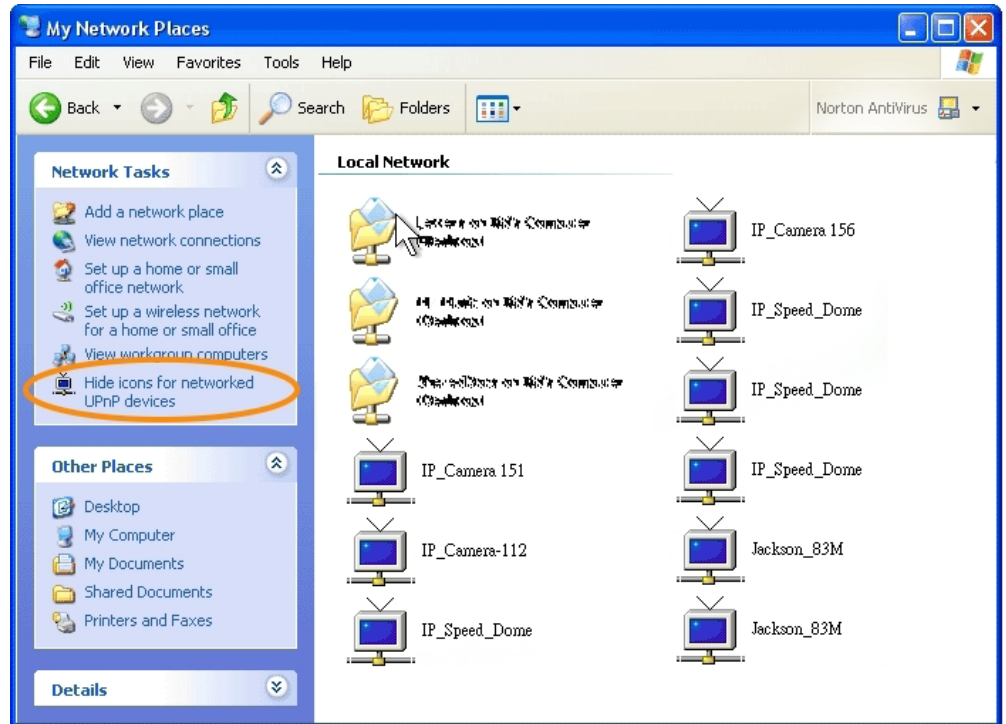 My Network Places
File Edit View Favorites Tools Help
Back Search Folders Norton AntiVirus
Network Tasks
Add a network place
View network connections
Set up a home or small
office network
Set up a wireless network
for a home or small office
View workgroup computers
Hide icons for networked
UPnP devices
Other Places
Desktop
My Computer
My Documents
Shared Documents
Printers and Faxes
Details
Local Network
IP_Camera 151
IP_Camera-112
IP_Speed_Dome
IP_Camera 156
IP_Speed_Dome
IP_Speed_Dome
IP_Speed_Dome
Jackson_83M
Jackson_83M